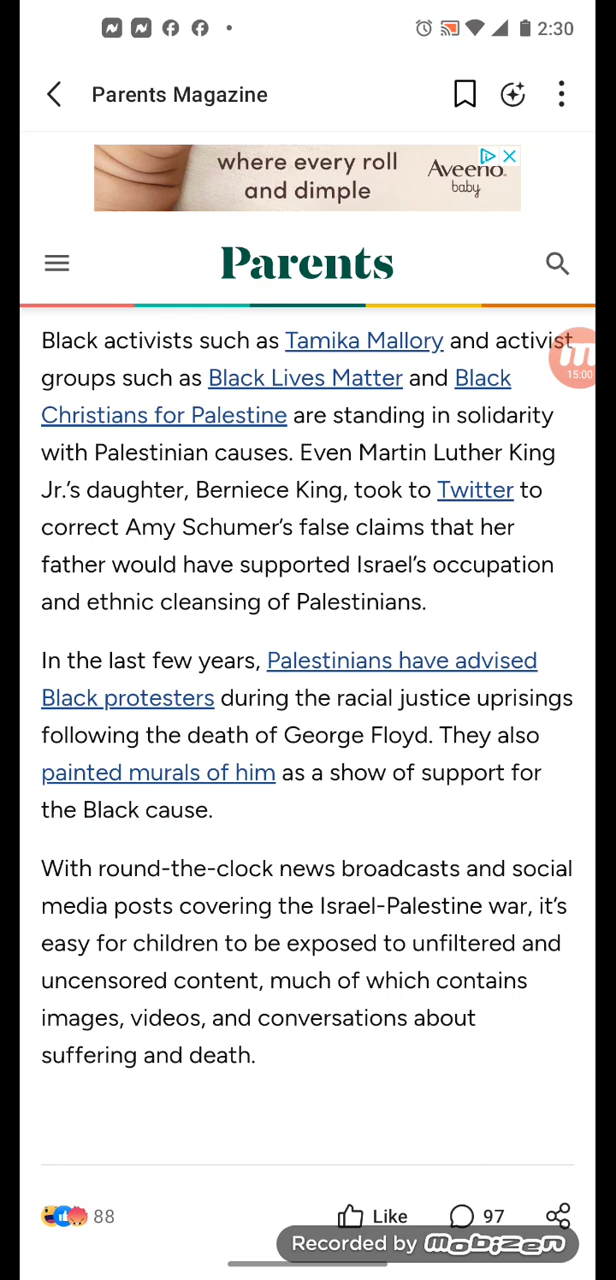 2:30
Parents Magazine
where every roll
and dimple
Aveeno.
baby
Parents
Black activists such as Tamika Mallory and activist
groups such as Black Lives Matter and Black
Christians for Palestine are standing in solidarity
with Palestinian causes. Even Martin Luther King
Jr.’s daughter, Berniece King, took to Twitter to
correct Amy Schumer’s false claims that her
father would have supported Israel’s occupation
and ethnic cleansing of Palestinians.
15:00
In the last few years, Palestinians have advised
Black protesters during the racial justice uprisings
following the death of George Floyd. They also
painted murals of him as a show of support for
the Black cause.
With round-the-clock news broadcasts and social
media posts covering the Israel-Palestine war, it’s
easy for children to be exposed to unfiltered and
uncensored content, much of which contains
images, videos, and conversations about
suffering and death.
88
Like
97
Recorded by mobizen